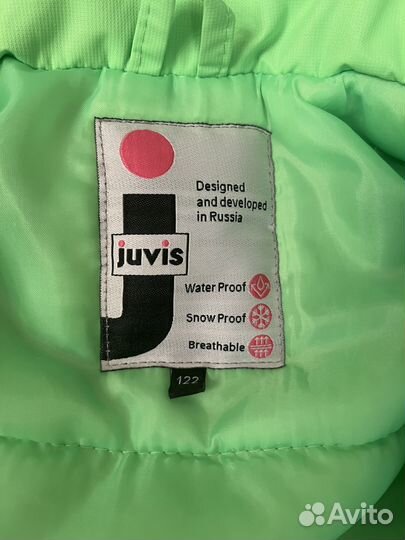 Designed
and developed
in Russia
juvis
Water Proof
Snow Proof
Breathable
122
Avito